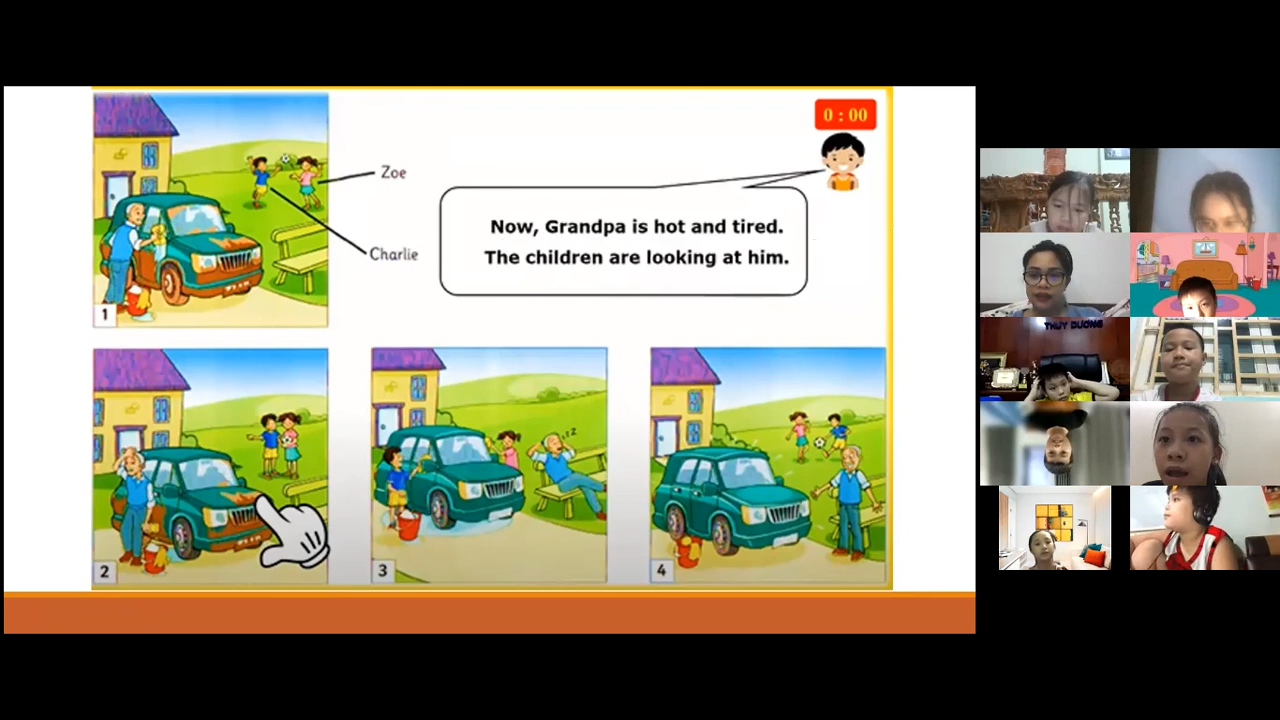 0 : 00
Zoe
Charlie
Now, Grandpa is hot and tired.
The children are looking at him.
1
2
3
4
z Z
THUY DUONG